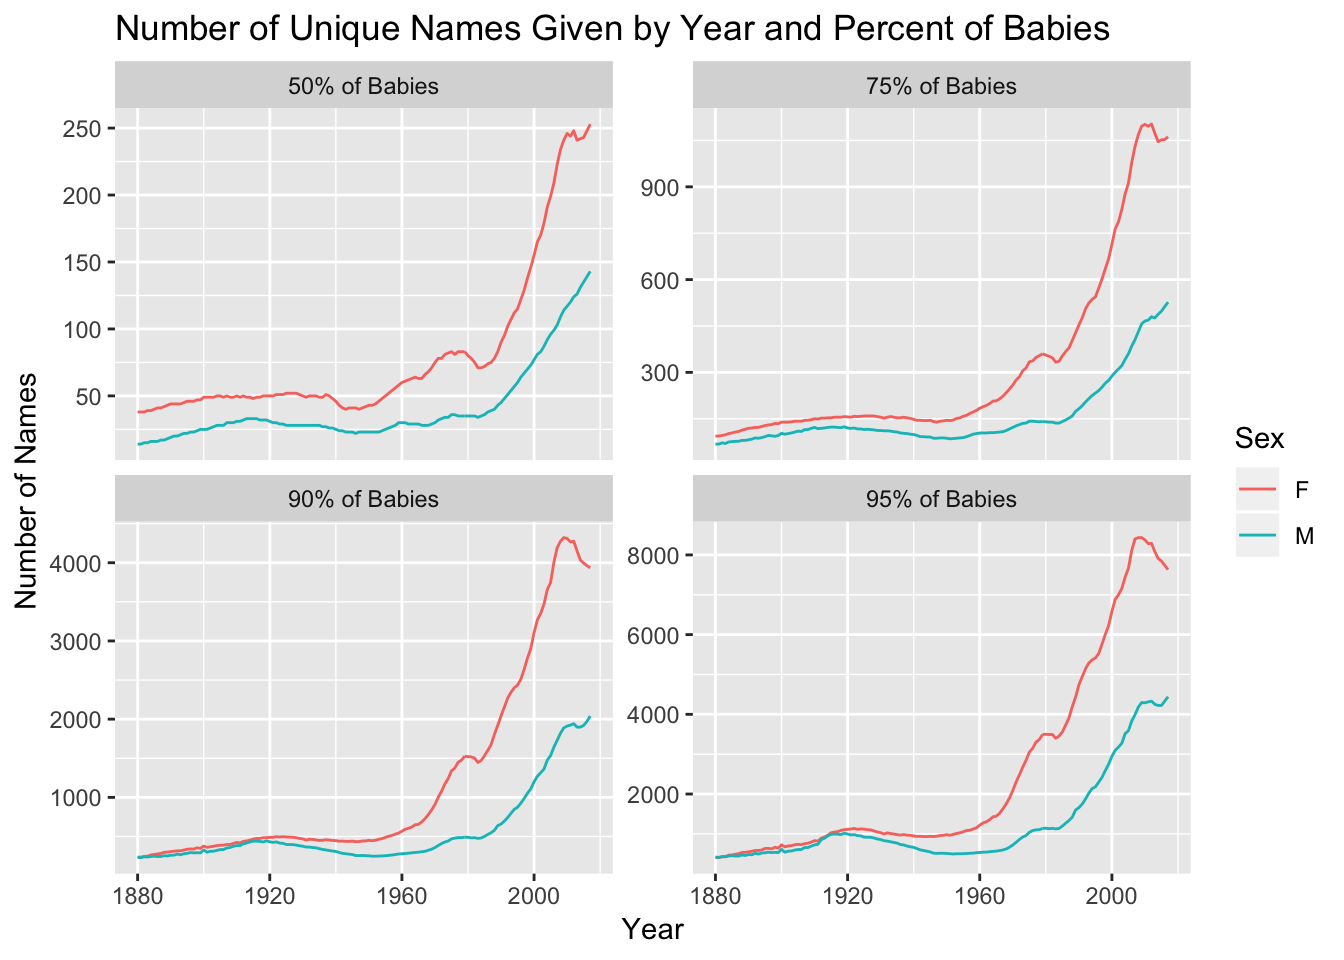 Number of Unique Names Given by Year and Percent of Babies
50% of Babies
75% of Babies
250
200
150
100
50
900
600
300
90% of Babies
95% of Babies
4000
3000
2000
1000
8000
6000
4000
2000
1880 1920 1960 2000
1880 1920 1960 2000
Year
Number of Names
Sex
F
M